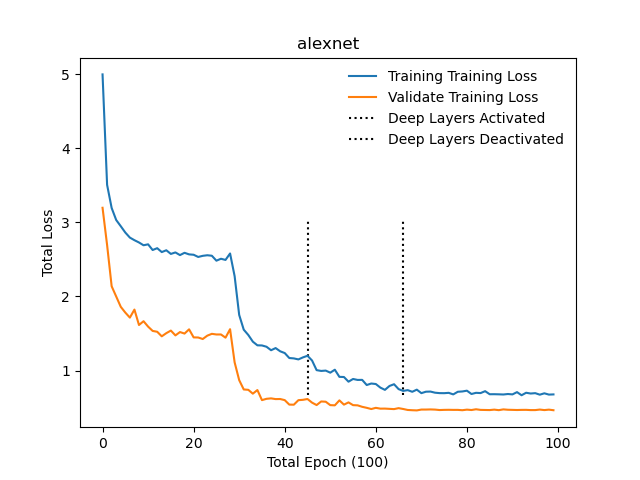 alexnet
Training Training Loss
Validate Training Loss
Deep Layers Activated
Deep Layers Deactivated
Total Loss
5
4
3
2
1
0 20 40 60 80 100
Total Epoch (100)